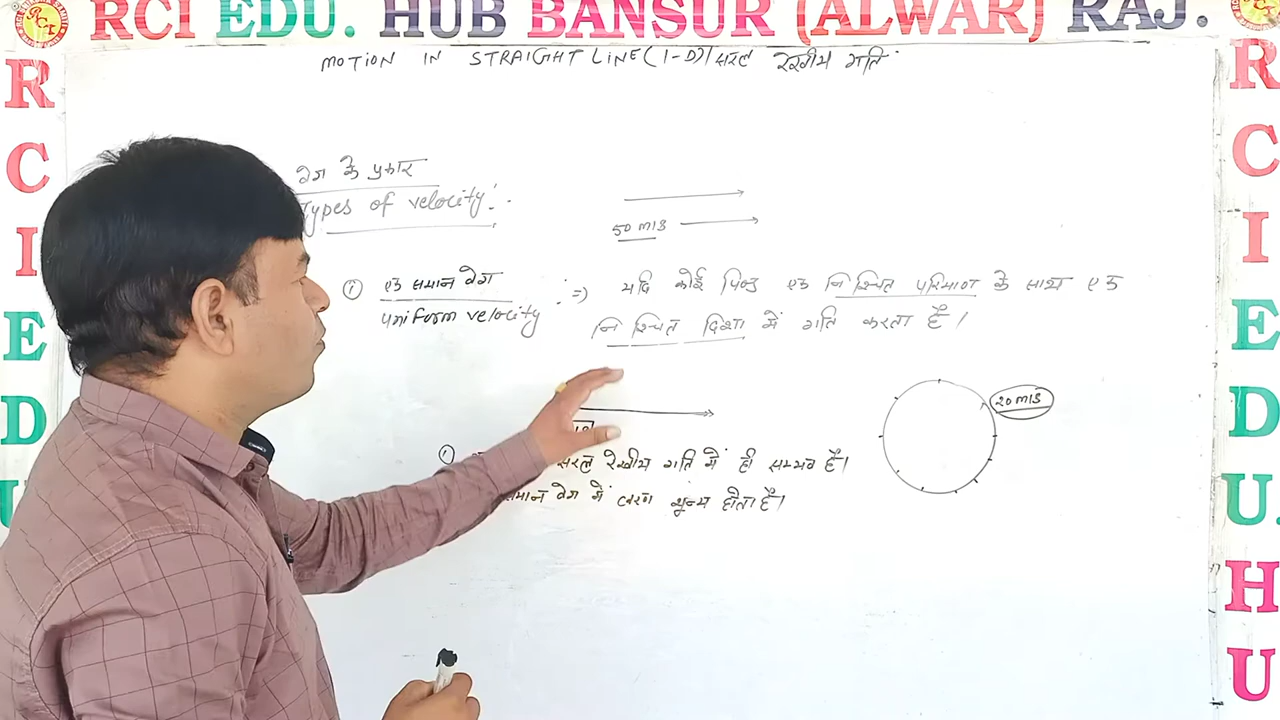 RCI EDU. HUB BANSUR (ALWAR) RAJ.
MOTION IN STRAIGHT LINE (1-D) / सरल रेखीय गति
वेग के प्रकार
Types of velocity:-
50 m/s
(i) एक समान वेग
uniform velocity
:⇒ यदि कोई पिण्ड एक निश्चित परिमाण के साथ एक
निश्चित दिशा में गति करता है।
20 m/s
सरल रेखीय गति में ही सम्भव है।
समान वेग में त्वरण शून्य होता है।
R
C
I
E
D
U
R
C
I
E
D
U.
H
U